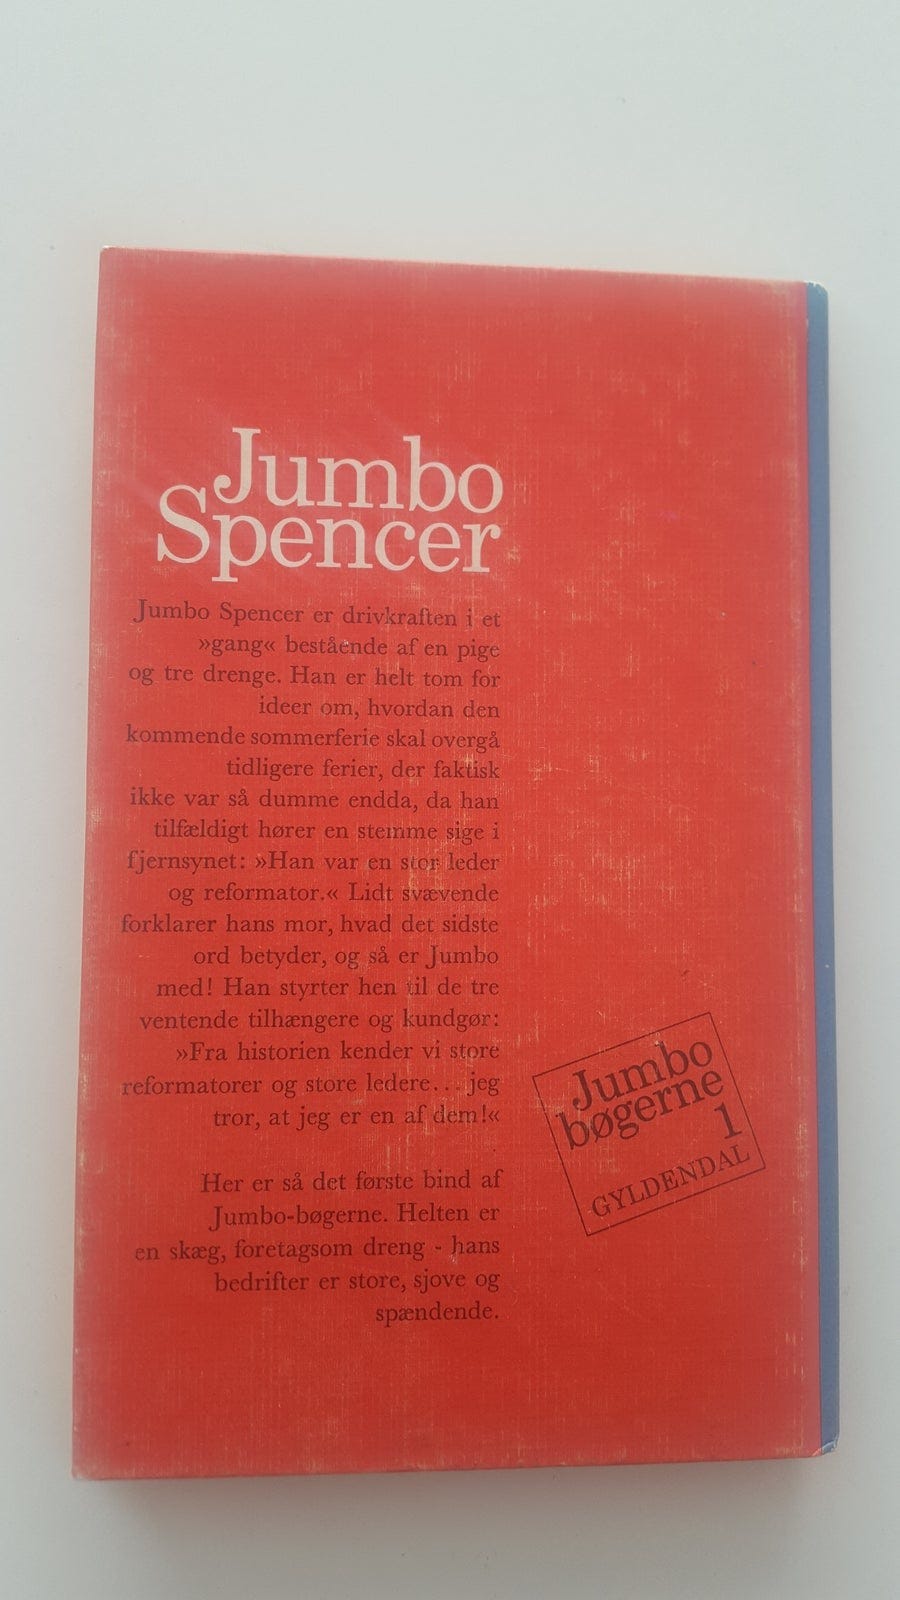 Jumbo
Spencer
Jumbo Spencer er drivkraften i et
»gang« bestående af en pige
og tre drenge. Han er helt tom for
ideer om, hvordan den
kommende sommerferie skal overgå
tidligere ferier, der faktisk
ikke var så dumme endda, da han
tilfældigt hører en stemme sige i
fjernsynet: »Han var en stor leder
og reformator.« Lidt svævende
forklarer hans mor, hvad det sidste
ord betyder, og så er Jumbo
med! Han styrter hen til de tre
ventende tilhængere og kundgør:
»Fra historien kender vi store
reformatorer og store ledere... jeg
tror, at jeg er en af dem!«
Her er så det første bind af
Jumbo-bøgerne. Helten er
en skæg, foretagsom dreng - hans
bedrifter er store, sjove og
spændende.
Jumbo
bøgerne
1
GYLDENDAL